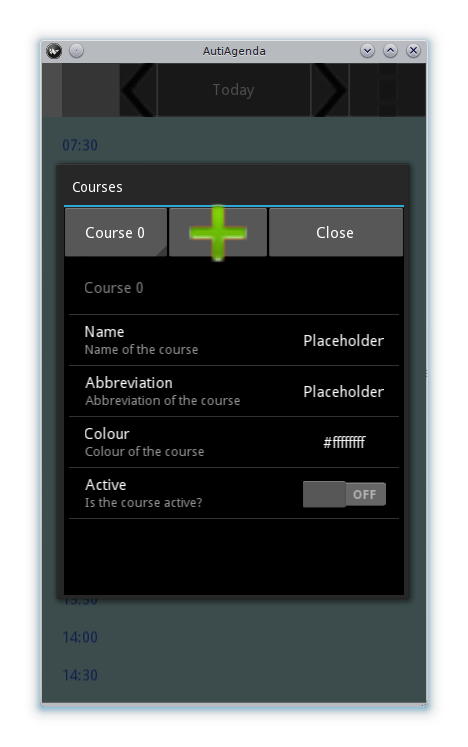 AutiAgenda
Today
07:30
Courses
Course 0
Close
Course 0
Name
Name of the course
Placeholder
Abbreviation
Abbreviation of the course
Placeholder
Colour
Colour of the course
#ffffffff
Active
Is the course active?
OFF
13:30
14:00
14:30